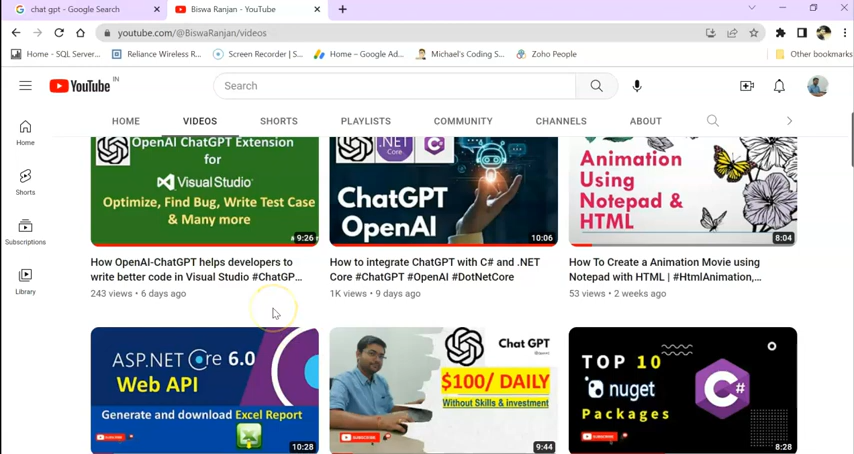 chat gpt - Google Search
Biswa Ranjan - YouTube
youtube.com/@BiswaRanjan/videos
Home - SQL Server...
Reliance Wireless R...
Screen Recorder | S...
Home – Google Ad...
Michael's Coding S...
Zoho People
Other bookmarks
YouTube IN
Search
HOME
VIDEOS
SHORTS
PLAYLISTS
COMMUNITY
CHANNELS
ABOUT
Home
Shorts
Subscriptions
Library
OpenAI ChatGPT Extension
for
Visual Studio
Optimize, Find Bug, Write Test Case
& Many more
9:26
How OpenAI-ChatGPT helps developers to
write better code in Visual Studio #ChatGP...
243 views • 6 days ago
.NET
Core
C#
ChatGPT
OpenAI
10:06
How to integrate ChatGPT with C# and .NET
Core #ChatGPT #OpenAI #DotNetCore
1K views • 9 days ago
Animation
Using
Notepad &
HTML
8:04
How To Create a Animation Movie using
Notepad with HTML | #HtmlAnimation,...
53 views • 2 weeks ago
ASP.NET Core 6.0
Web API
Generate and download Excel Report
SUBSCRIBE
10:28
Chat GPT
$100/ DAILY
Without Skills & investment
SUBSCRIBE
9:44
TOP 10
nuget
Packages
C#
SUBSCRIBE
8:28